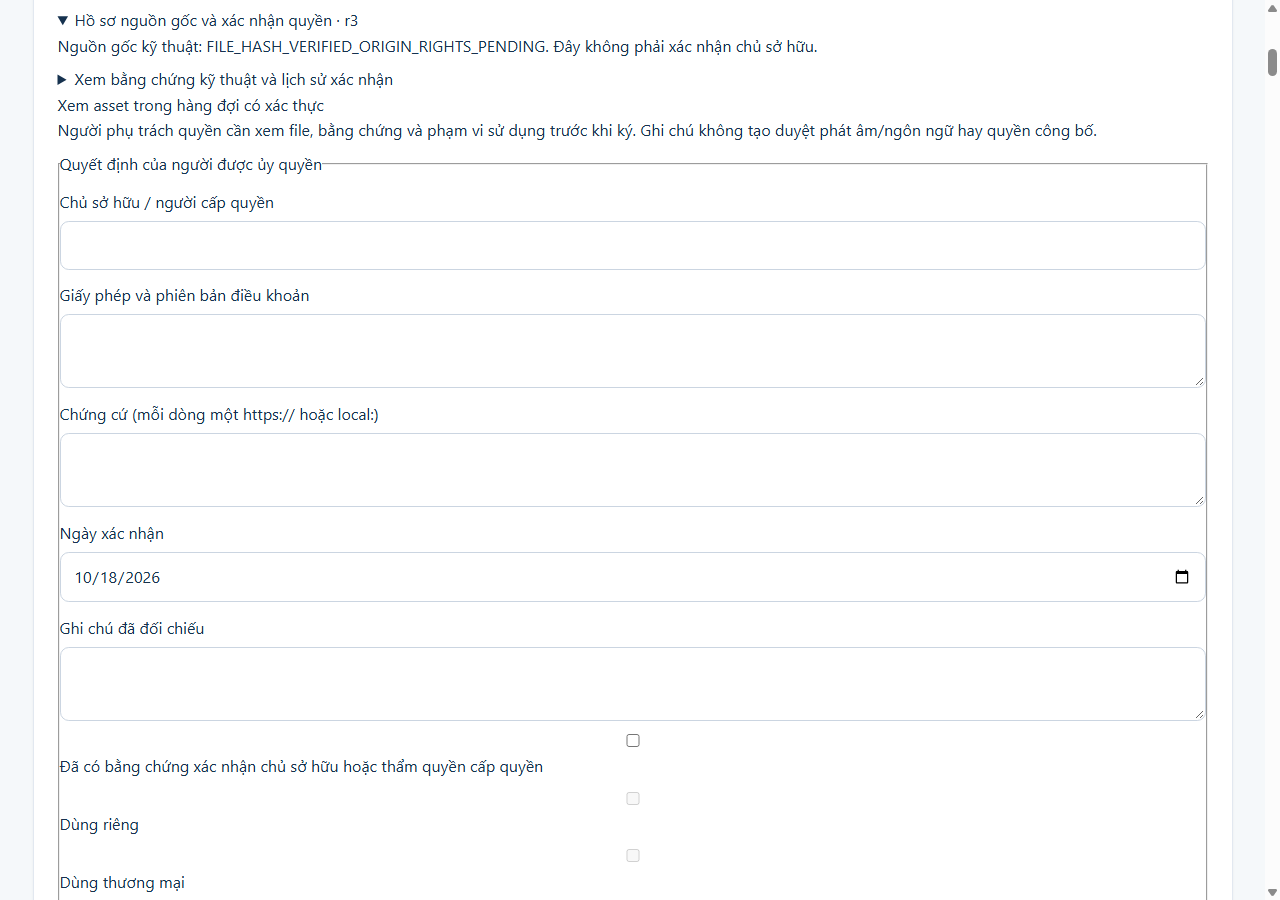 Hồ sơ nguồn gốc và xác nhận quyền · r3
Nguồn gốc kỹ thuật: FILE_HASH_VERIFIED_ORIGIN_RIGHTS_PENDING. Đây không phải xác nhận chủ sở hữu.
Xem bằng chứng kỹ thuật và lịch sử xác nhận
Xem asset trong hàng đợi có xác thực
Người phụ trách quyền cần xem file, bằng chứng và phạm vi sử dụng trước khi ký. Ghi chú không tạo duyệt phát âm/ngôn ngữ hay quyền công bố.
Quyết định của người được ủy quyền
Chủ sở hữu / người cấp quyền
Giấy phép và phiên bản điều khoản
Chứng cứ (mỗi dòng một https:// hoặc local:)
Ngày xác nhận
10/18/2026
Ghi chú đã đối chiếu
Đã có bằng chứng xác nhận chủ sở hữu hoặc thẩm quyền cấp quyền
Dùng riêng
Dùng thương mại